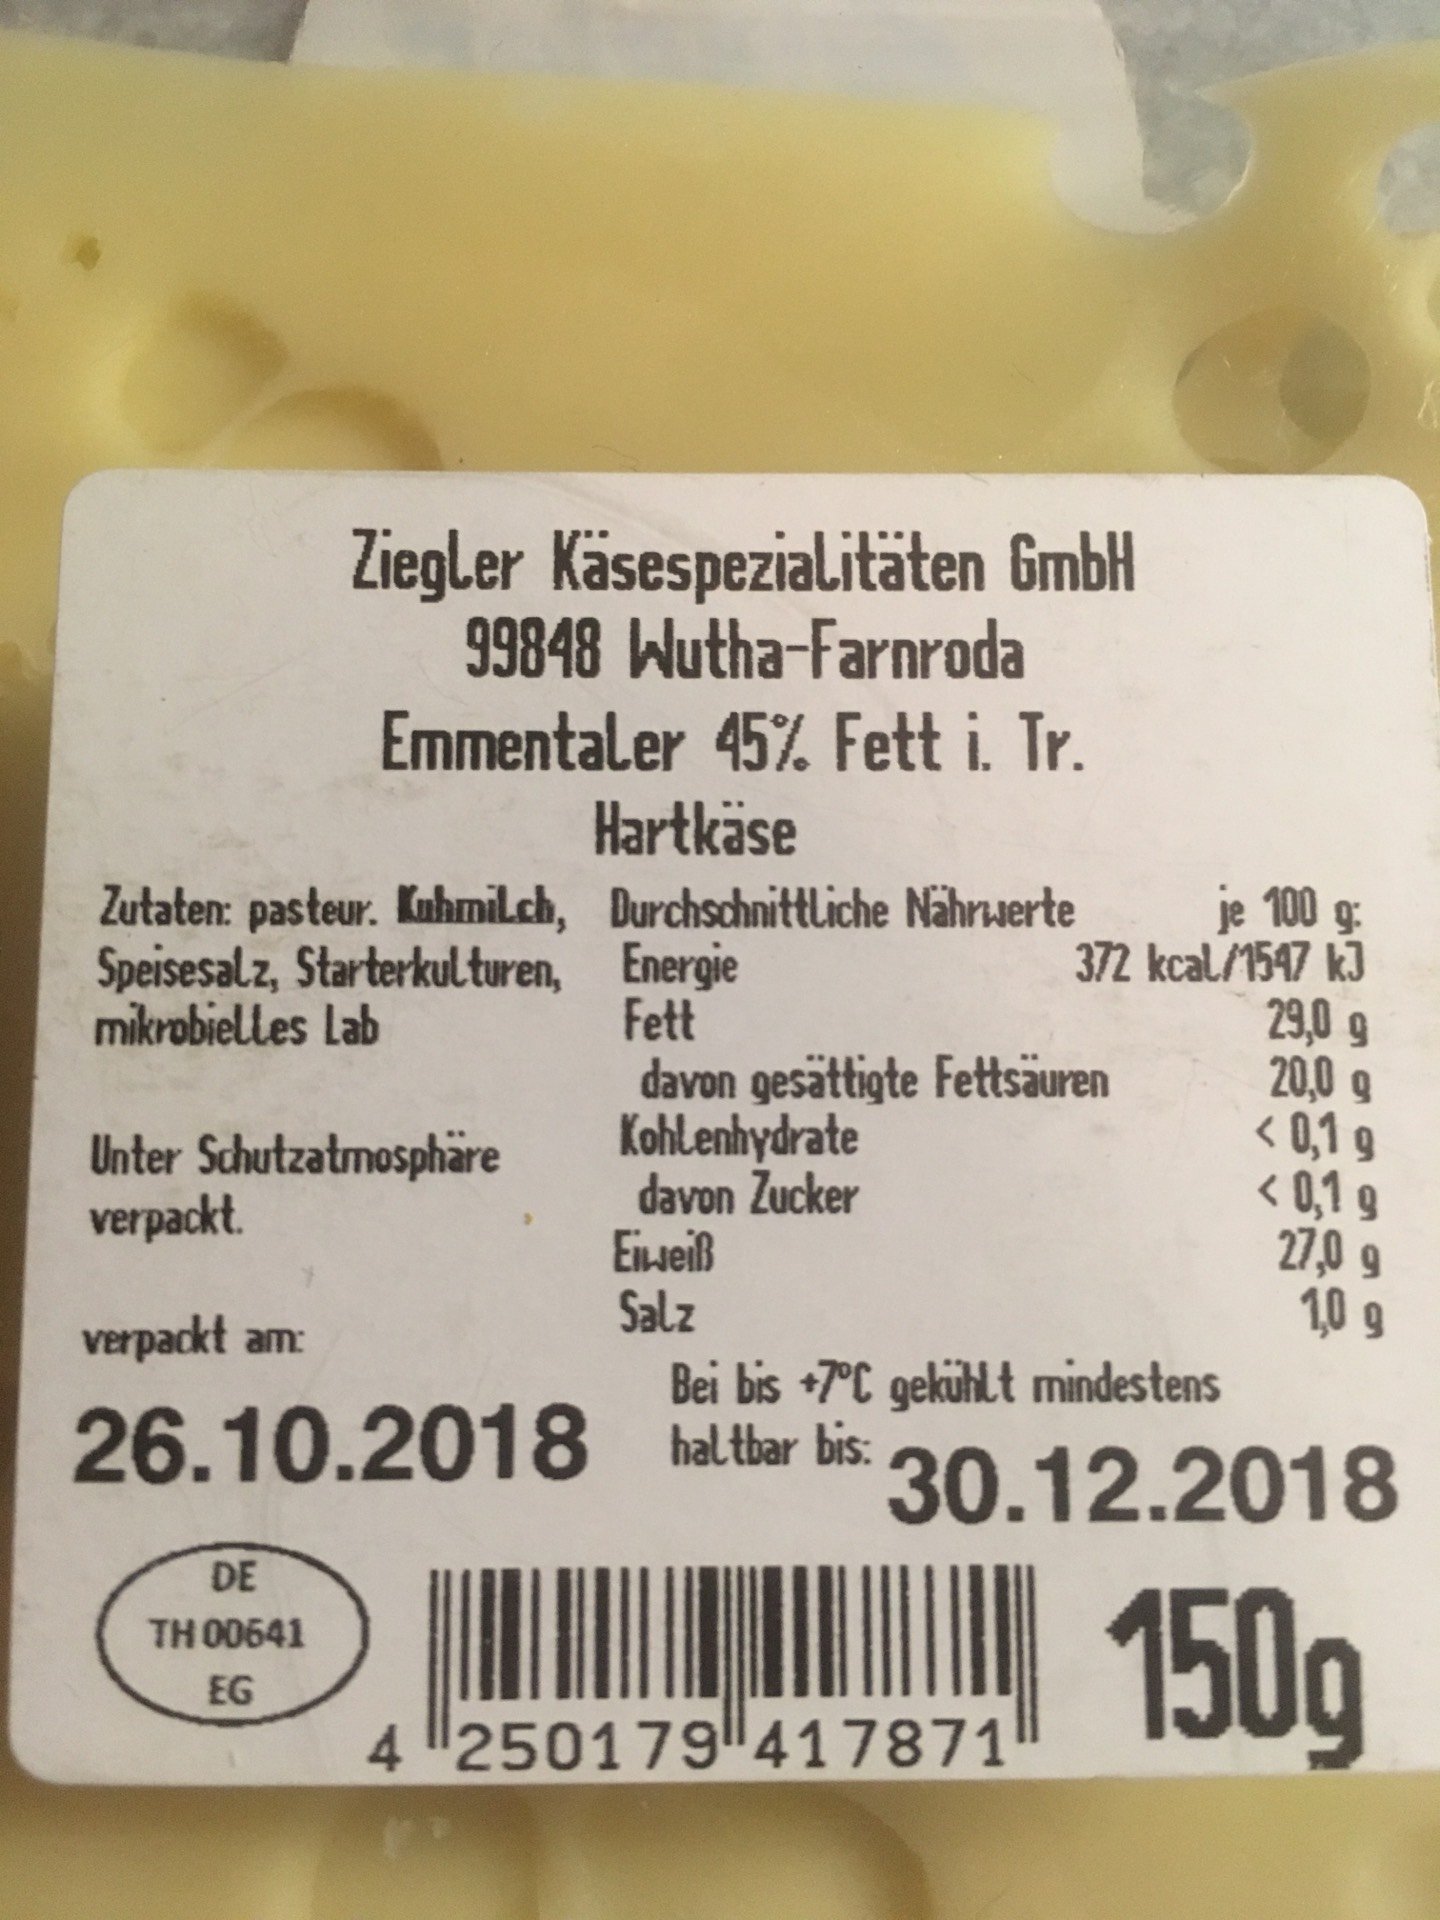 Ziegler Käsespezialitäten GmbH
99848 Wutha-Farnroda
Emmentaler 45% Fett i. Tr.
Hartkäse
Zutaten: pasteur. Kuhmilch,
Speisesalz, Starterkulturen,
mikrobielles Lab
Unter Schutzatmosphäre
verpackt.
Durchschnittliche Nährwerte je 100 g:
Energie 372 kcal/1547 kJ
Fett 29,0 g
davon gesättigte Fettsäuren 20,0 g
Kohlenhydrate < 0,1 g
davon Zucker < 0,1 g
Eiweiß 27,0 g
Salz 1,0 g
verpackt am:
26.10.2018
Bei bis +7°C gekühlt mindestens
haltbar bis: 30.12.2018
DE
TH 00641
EG
4 250179 417871
150g